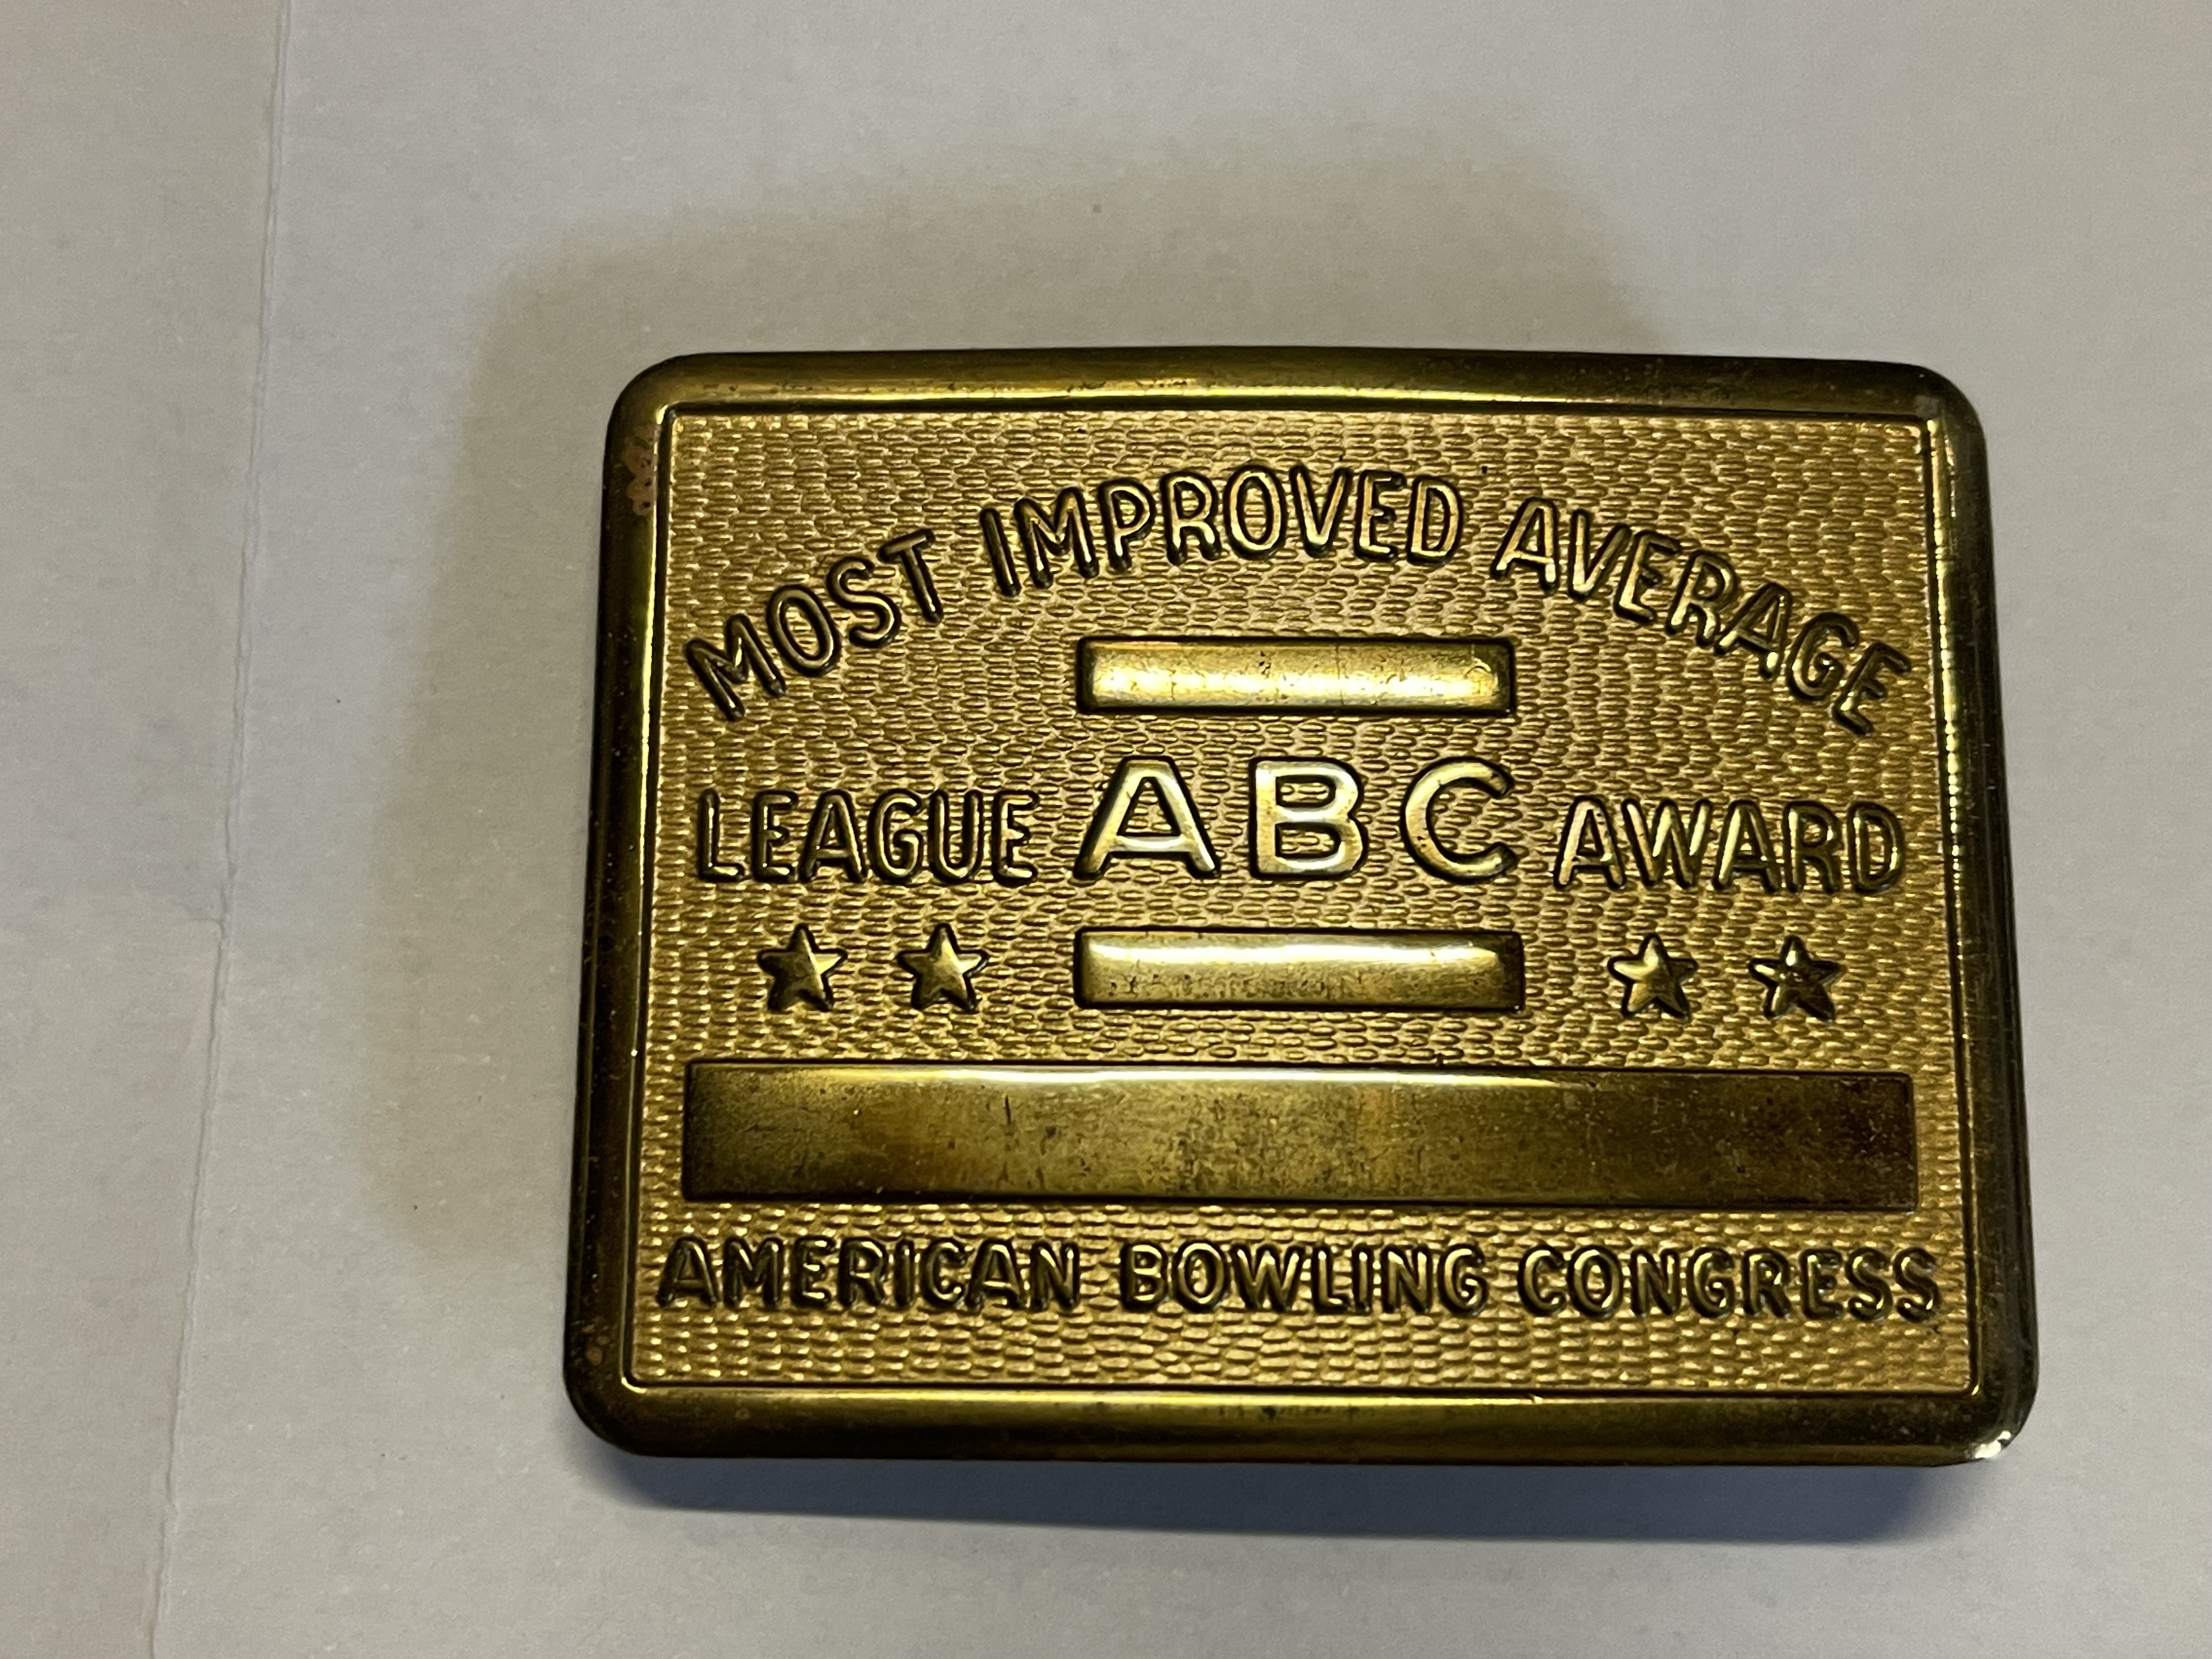 MOST IMPROVED AVERAGE
LEAGUE ABC AWARD
AMERICAN BOWLING CONGRESS